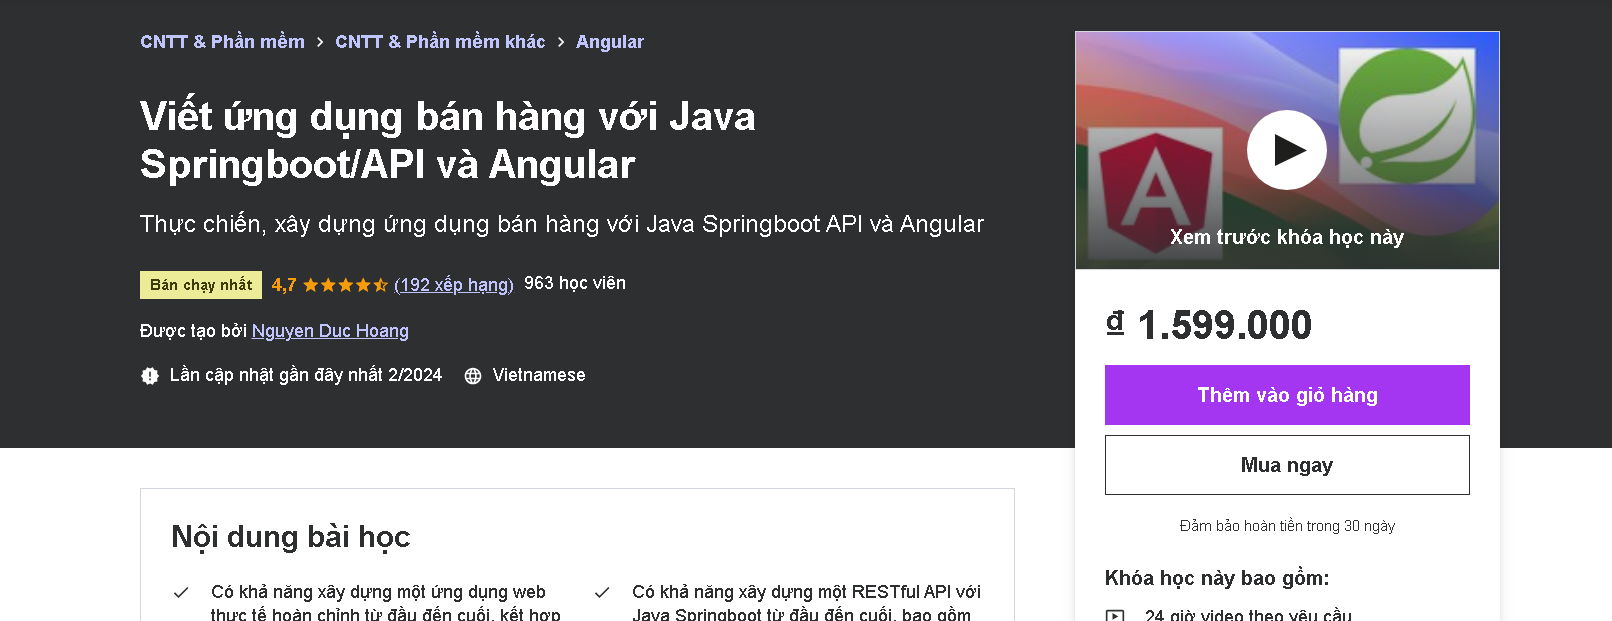 CNTT & Phần mềm > CNTT & Phần mềm khác > Angular
Viết ứng dụng bán hàng với Java
Springboot/API và Angular
Thực chiến, xây dựng ứng dụng bán hàng với Java Springboot API và Angular
Bán chạy nhất 4,7 (192 xếp hạng) 963 học viên
Được tạo bởi Nguyen Duc Hoang
Lần cập nhật gần đây nhất 2/2024 Vietnamese
Xem trước khóa học này
₫ 1.599.000
Thêm vào giỏ hàng
Mua ngay
Đảm bảo hoàn tiền trong 30 ngày
Khóa học này bao gồm:
24 giờ video theo yêu cầu
Nội dung bài học
Có khả năng xây dựng một ứng dụng web
thực tế hoàn chỉnh từ đầu đến cuối, kết hợp
Có khả năng xây dựng một RESTful API với
Java Springboot từ đầu đến cuối, bao gồm